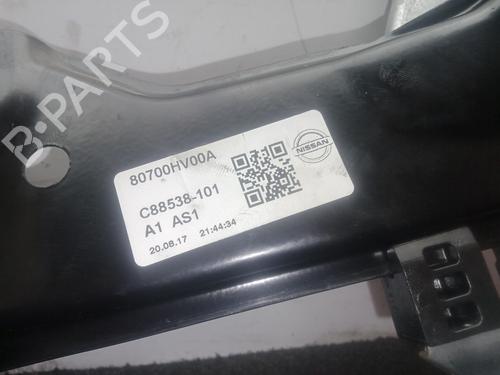 B-PARTS
80700HV00A
NISSAN
C88538-101
A1 AS1
20.08.17 21:44:34